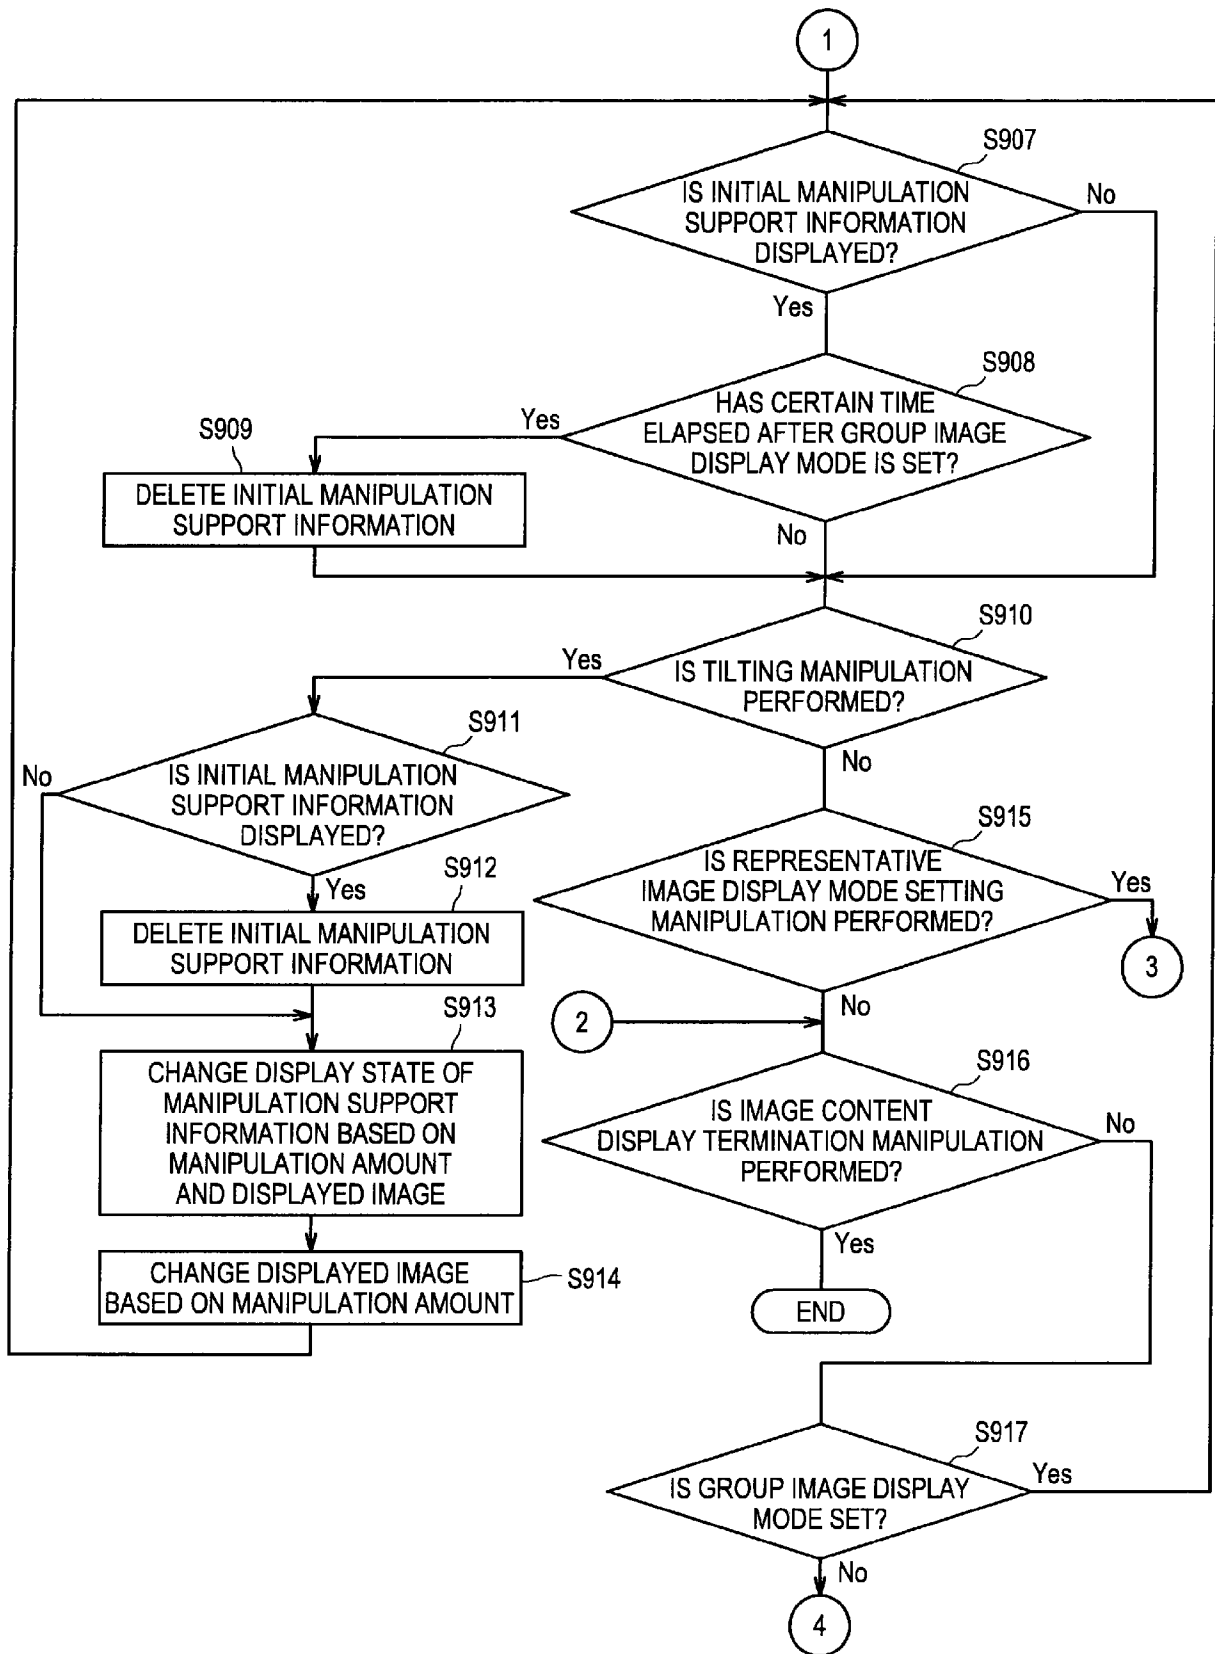 1
S907
IS INITIAL MANIPULATION
SUPPORT INFORMATION
DISPLAYED?
No
Yes
S908
HAS CERTAIN TIME
ELAPSED AFTER GROUP IMAGE
DISPLAY MODE IS SET?
Yes
No
S909
DELETE INITIAL MANIPULATION
SUPPORT INFORMATION
S910
IS TILTING MANIPULATION
PERFORMED?
Yes
No
S911
IS INITIAL MANIPULATION
SUPPORT INFORMATION
DISPLAYED?
No
Yes
S912
DELETE INITIAL MANIPULATION
SUPPORT INFORMATION
S913
CHANGE DISPLAY STATE OF
MANIPULATION SUPPORT
INFORMATION BASED ON
MANIPULATION AMOUNT
AND DISPLAYED IMAGE
CHANGE DISPLAYED IMAGE
BASED ON MANIPULATION AMOUNT
S914
S915
IS REPRESENTATIVE
IMAGE DISPLAY MODE SETTING
MANIPULATION PERFORMED?
Yes
3
No
2
S916
IS IMAGE CONTENT
DISPLAY TERMINATION MANIPULATION
PERFORMED?
No
Yes
END
S917
IS GROUP IMAGE DISPLAY
MODE SET?
Yes
No
4